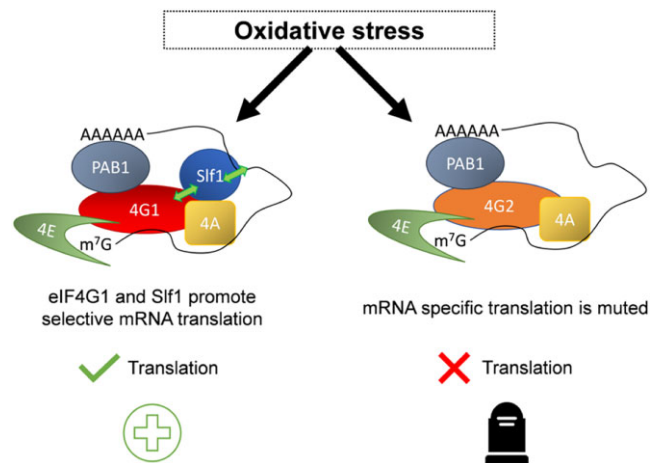 Oxidative stress
AAAAAA
PAB1
Slf1
4G1
4A
4E
m⁷G
eIF4G1 and Slf1 promote
selective mRNA translation
Translation
AAAAAA
PAB1
4G2
4A
4E
m⁷G
mRNA specific translation is muted
Translation